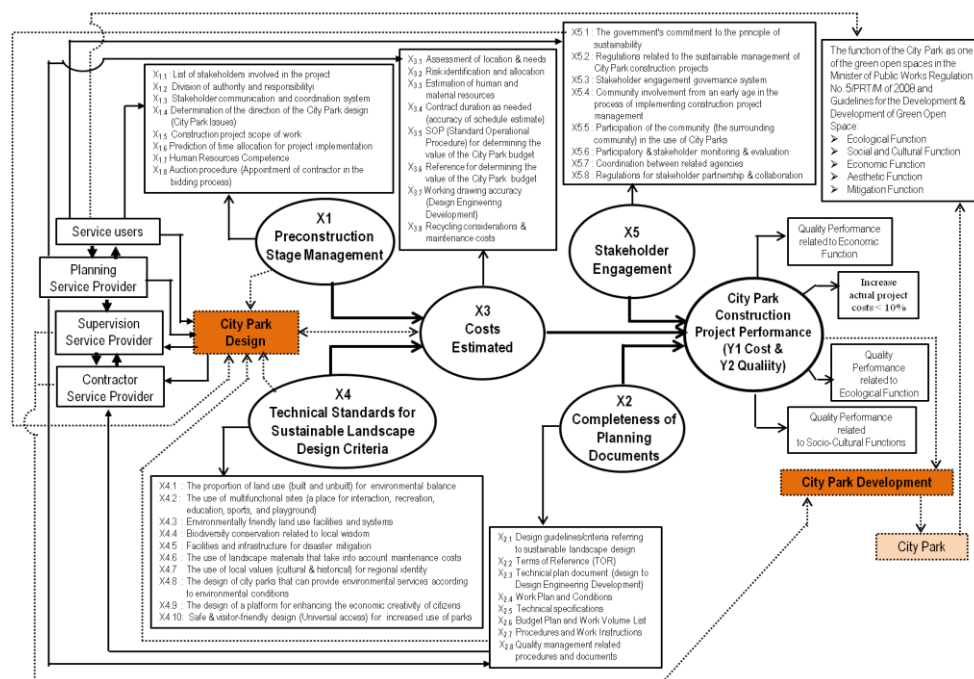 X1.1 : List of stakeholders involved in the project
X1.2 : Division of authority and responsibilityi
X1.3 : Stakeholder communication and coordination system
X1.4 : Determination of the direction of the City Park design
(City Park Issues)
X1.5 : Construction project scope of work
X1.6 : Prediction of time allocation for project implementation
X1.7 : Human Resources Competence
X1.8 : Auction procedure (Appointment of contractor in the
bidding process)
X3.1 Assessment of location & needs
X3.2 Risk identification and allocation
X3.3 Estimation of human and
material resources
X3.4 Contract duration as needed
(accuracy of schedule estimate)
X3.5 SOP (Standard Operational
Procedure) for determining
the value of the City Park budget
X3.6 Reference for determining the
value of the City Park budget
X3.7 Working drawing accuracy
(Design Engineering
Development)
X3.8 Recycling considerations &
maintenance costs
X5.1 : The government's commitment to the principle of
sustainability
X5.2 : Regulations related to the sustainable management of
City Park construction projects
X5.3 : Stakeholder engagement governance system
X5.4 : Community involvement from an early age in the
process of implementing construction project
management
X5.5 : Participation of the community (the surrounding
community) in the use of City Parks
X5.6 : Participatory & stakeholder monitoring & evaluation
X5.7 : Coordination between related agencies
X5.8 : Regulations for stakeholder partnership & collaboration
The function of the City Park as one
of the green open spaces in the
Minister of Public Works Regulation
No. 5/PRT/M of 2008 and
Guidelines for the Development &
Development of Green Open
Space:
➢ Ecological Function
➢ Social and Cultural Function
➢ Economic Function
➢ Aesthetic Function
➢ Mitigation Function
Service users
Planning
Service Provider
Supervision
Service Provider
Contractor
Service Provider
City Park
Design
X1
Preconstruction
Stage Management
X3
Costs
Estimated
X5
Stakeholder
Engagement
X4
Technical Standards for
Sustainable Landscape
Design Criteria
X2
Completeness of
Planning
Documents
City Park
Construction
Project Performance
(Y1 Cost &
Y2 Qualiity)
Quality Performance
related to Economic
Function
Increase
actual project
costs < 10%
Quality
Performance
related to
Ecological Function
Quality Performance
related
to Socio-Cultural Functions
City Park Development
City Park
X4.1 : The proportion of land use (built and unbuilt) for environmental balance
X4.2 : The use of multifunctional sites (a place for interaction, recreation,
education, sports, and playground)
X4.3 : Environmentally friendly land use facilities and systems
X4.4 : Biodiversity conservation related to local wisdom
X4.5 : Facilities and infrastructure for disaster mitigation
X4.6 : The use of landscape materials that take into account maintenance costs
X4.7 : The use of local values (cultural & historical) for regional identity
X4.8 : The design of city parks that can provide environmental services according
to environmental conditions
X4.9 : The design of a platform for enhancing the economic creativity of citizens
X4.10: Safe & visitor-friendly design (Universal access) for increased use of parks
X2.1 Design guidelines/criteria referring
to sustainable landscape design
X2.2 Terms of Reference (TOR)
X2.3 Technical plan document (design to
Design Engineering Development)
X2.4 Work Plan and Conditions
X2.5 Technical specifications
X2.6 Budget Plan and Work Volume List
X2.7 Procedures and Work Instructions
X2.8 Quality management related
procedures and documents